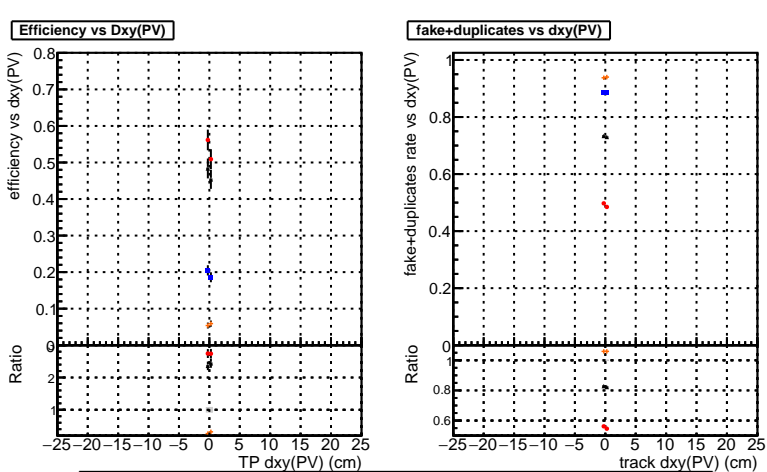 Efficiency vs Dxy(PV)
efficiency vs dxy(PV)
0.8
0.7
0.6
0.5
0.4
0.3
0.2
0.1
0
Ratio
2
1
−25 −20 −15 −10 −5 0 5 10 15 20 25
TP dxy(PV) (cm)
fake+duplicates vs dxy(PV)
fake+duplicates rate vs dxy(PV)
1
0.8
0.6
0.4
0.2
0
Ratio
1
0.8
0.6
−25 −20 −15 −10 −5 0 5 10 15 20 25
track dxy(PV) (cm)